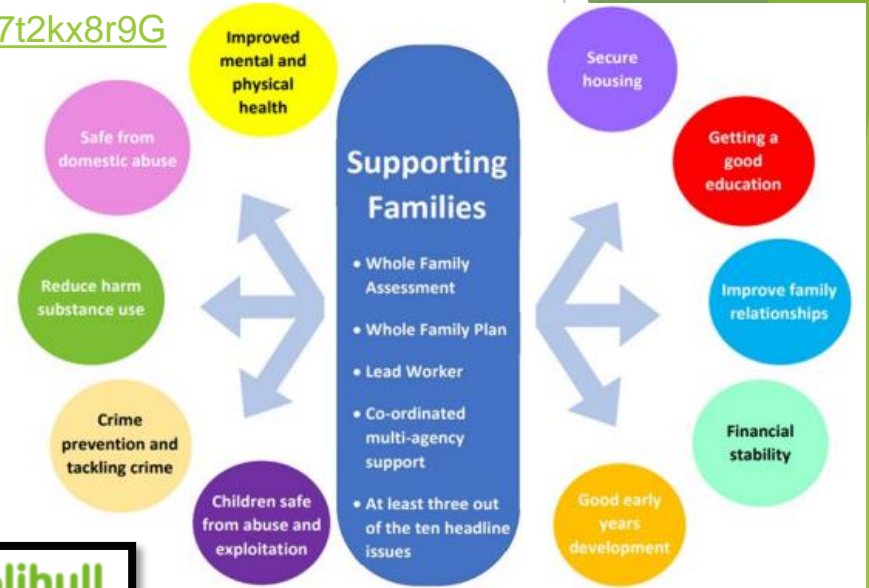 7t2kx8r9G
Improved
mental and
physical
health
Safe from
domestic abuse
Reduce harm
substance use
Crime
prevention and
tackling crime
Children safe
from abuse and
exploitation
Supporting
Families
• Whole Family
Assessment
• Whole Family Plan
• Lead Worker
• Co-ordinated
multi-agency
support
• At least three out
of the ten headline
issues
Secure
housing
Getting a
good
education
Improve family
relationships
Financial
stability
Good early
years
development